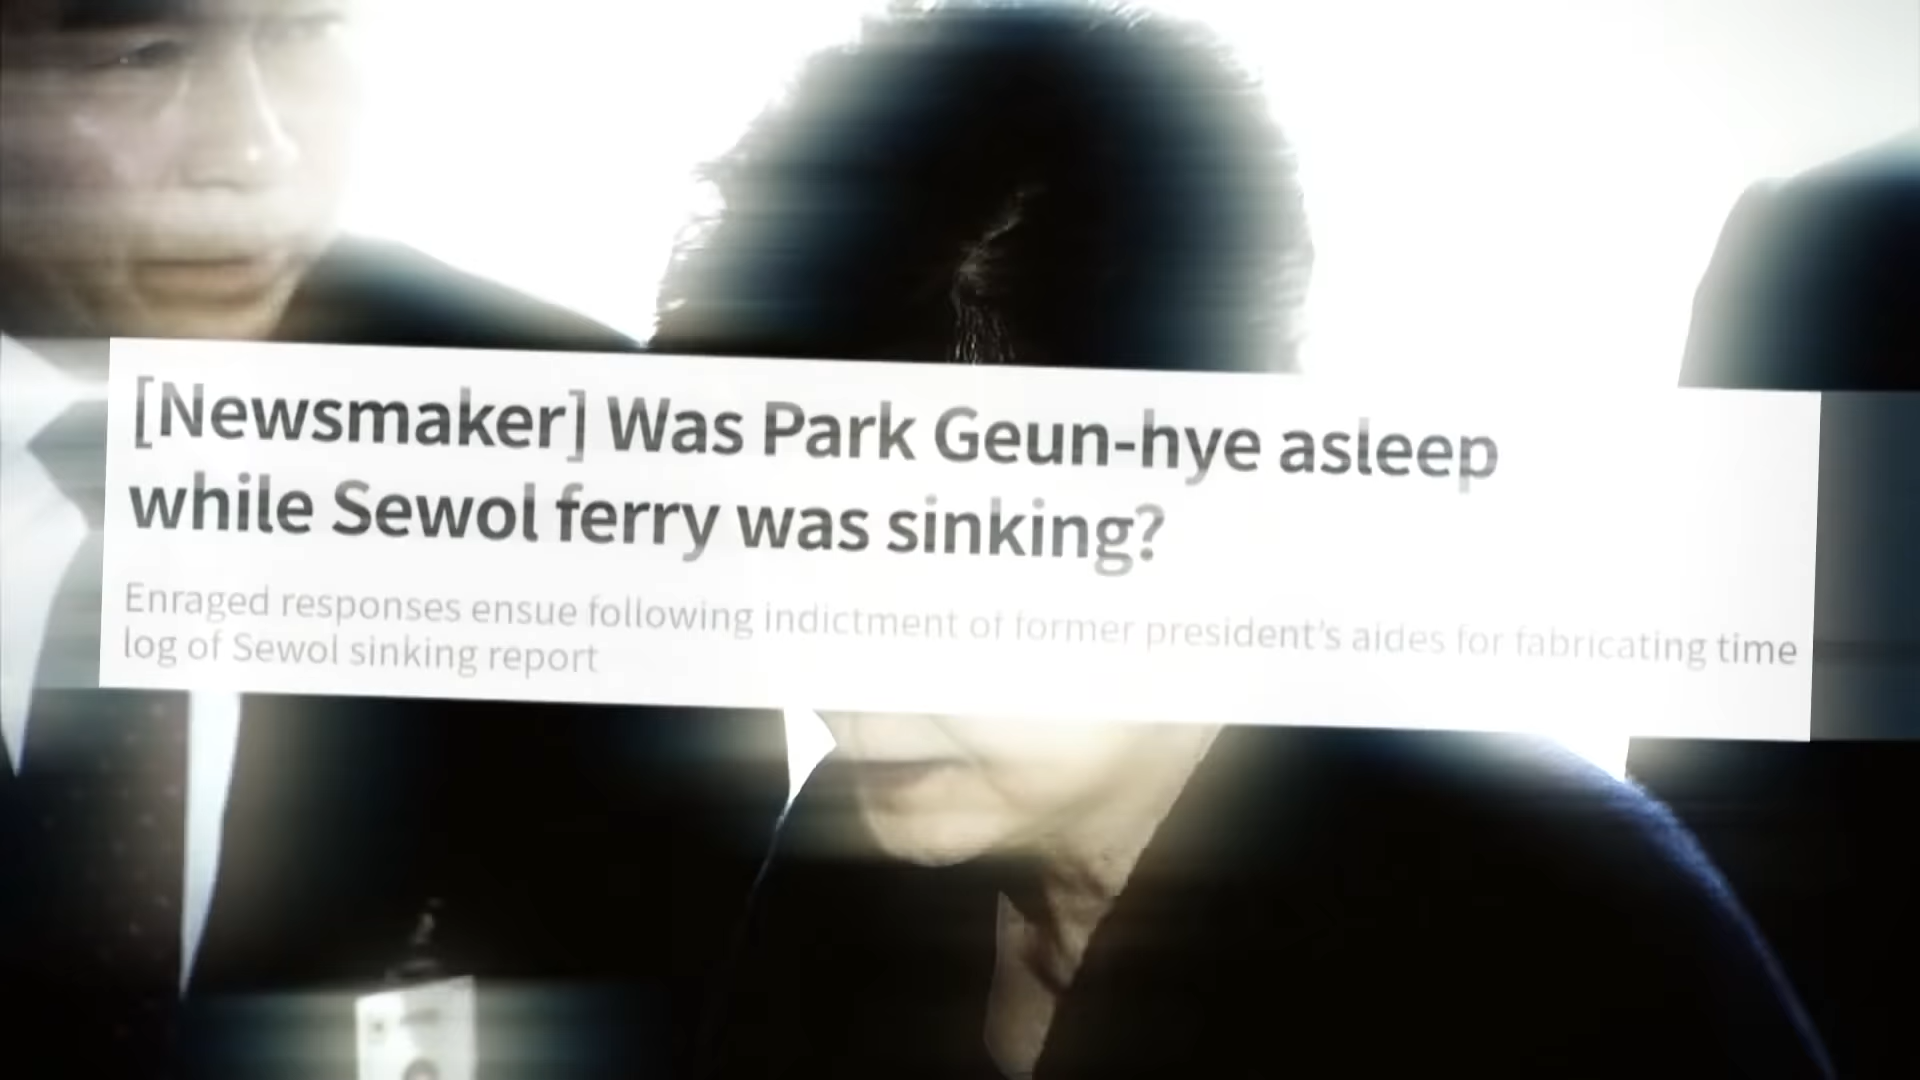 [Newsmaker] Was Park Geun-hye asleep
while Sewol ferry was sinking?
Enraged responses ensue following indictment of former president's aides for fabricating time
log of Sewol sinking report